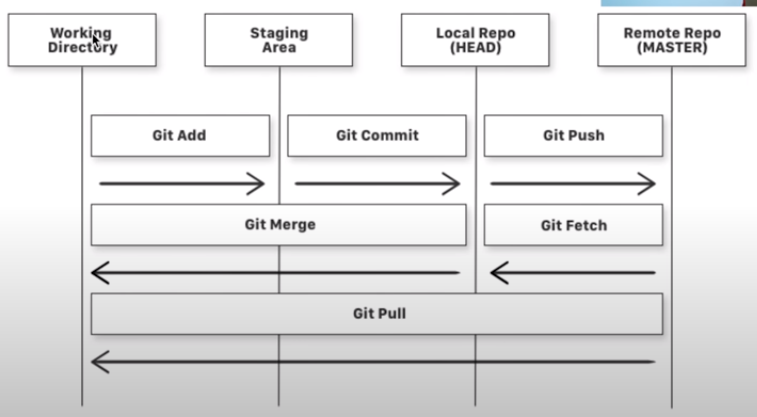 Working
Directory
Staging
Area
Local Repo
(HEAD)
Remote Repo
(MASTER)
Git Add
Git Commit
Git Push
Git Merge
Git Fetch
Git Pull